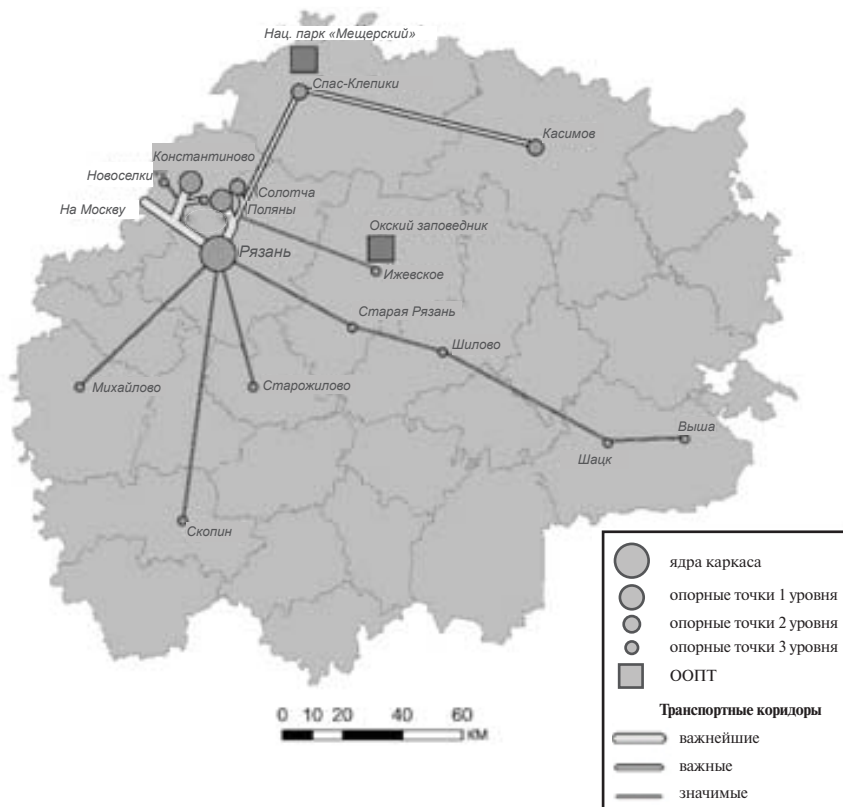 Нац. парк «Мещерский»
Спас-Клепики
Касимов
Константиново
Новоселки
Солотча
На Москву
Поляны
Окский заповедник
Рязань
Ижевское
Старая Рязань
Шилово
Михайлово
Старожилово
Выша
Шацк
Скопин
ядра каркаса
опорные точки 1 уровня
опорные точки 2 уровня
опорные точки 3 уровня
ООПТ
Транспортные коридоры
важнейшие
важные
значимые
0 10 20 40 60
КМ